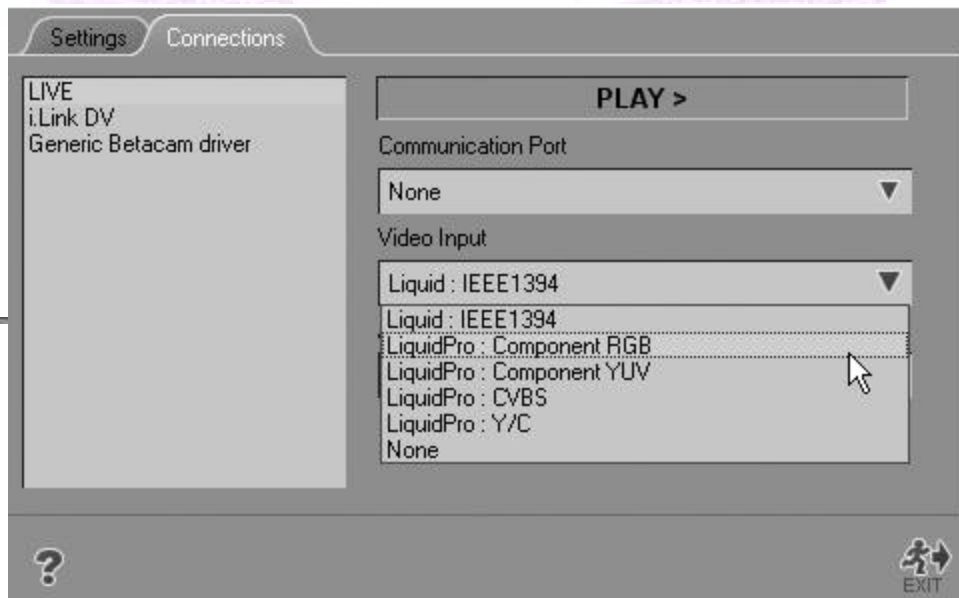 Settings
Connections
LIVE
i.Link DV
Generic Betacam driver
PLAY >
Communication Port
None
Video Input
Liquid : IEEE1394
Liquid : IEEE1394
LiquidPro : Component RGB
LiquidPro : Component YUV
LiquidPro : CVBS
LiquidPro : Y/C
None
?
EXIT